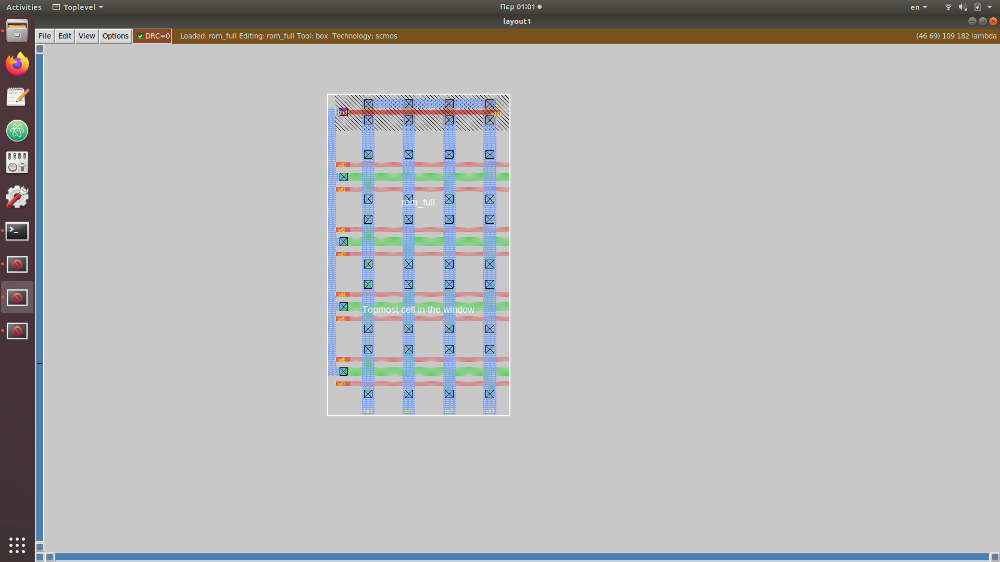 Activities Toplevel Πεμ 01:01 en
layout1
File Edit View Options DRC=0 Loaded: rom_full Editing: rom_full Tool: box Technology: scmos (46 69) 109 182 lambda
gnd! vdd!
wl0
wl1
rom_full
wl2
wl3
wl4
Topmost cell in the window
wl5
wl6
wl7
bit0 bit1 bit2 bit3